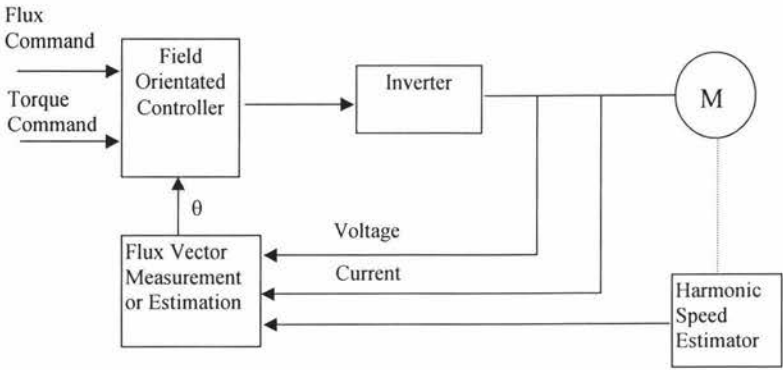 Flux
Command
Torque
Command
Field
Orientated
Controller
Inverter
M
θ
Flux Vector
Measurement
or Estimation
Voltage
Current
Harmonic
Speed
Estimator